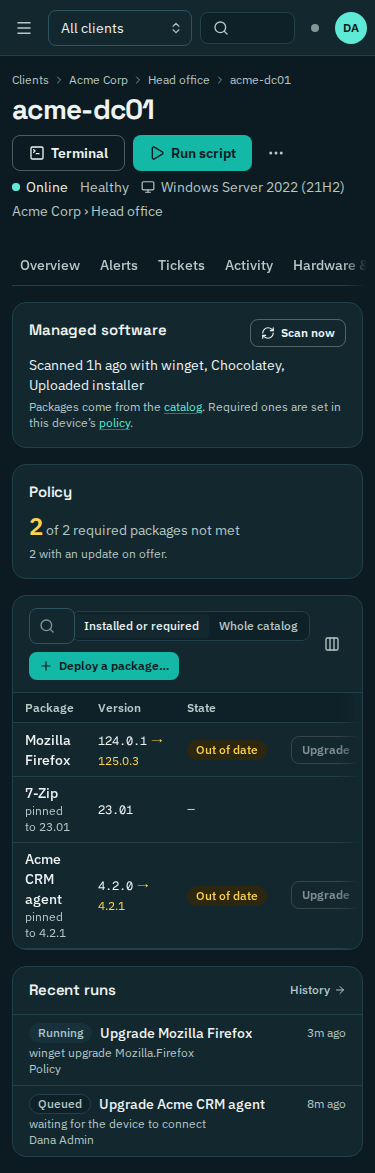 All clients
DA
Clients > Acme Corp > Head office > acme-dc01
acme-dc01
Terminal
Run script
Online Healthy Windows Server 2022 (21H2)
Acme Corp › Head office
Overview Alerts Tickets Activity Hardware &
Managed software
Scan now
Scanned 1h ago with winget, Chocolatey,
Uploaded installer
Packages come from the catalog. Required ones are set in
this device's policy.
Policy
2 of 2 required packages not met
2 with an update on offer.
Installed or required Whole catalog
+ Deploy a package…
Package Version State
Mozilla Firefox
124.0.1 → 125.0.3
Out of date
Upgrade
7-Zip
pinned to 23.01
23.01
—
Acme CRM agent
pinned to 4.2.1
4.2.0 → 4.2.1
Out of date
Upgrade
Recent runs
History →
Running Upgrade Mozilla Firefox 3m ago
winget upgrade Mozilla.Firefox
Policy
Queued Upgrade Acme CRM agent 8m ago
waiting for the device to connect
Dana Admin